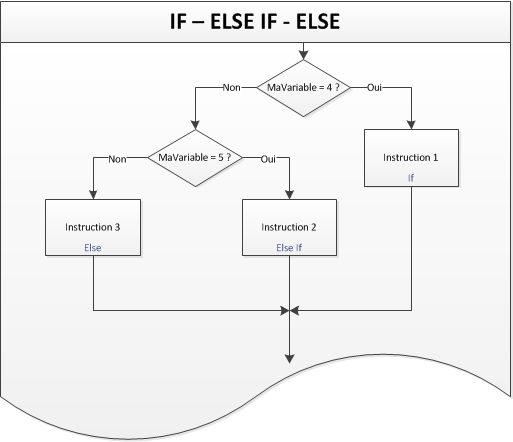 IF – ELSE IF - ELSE
MaVariable = 4 ?
Non
Oui
MaVariable = 5 ?
Non
Oui
Instruction 1
If
Instruction 3
Else
Instruction 2
Else If